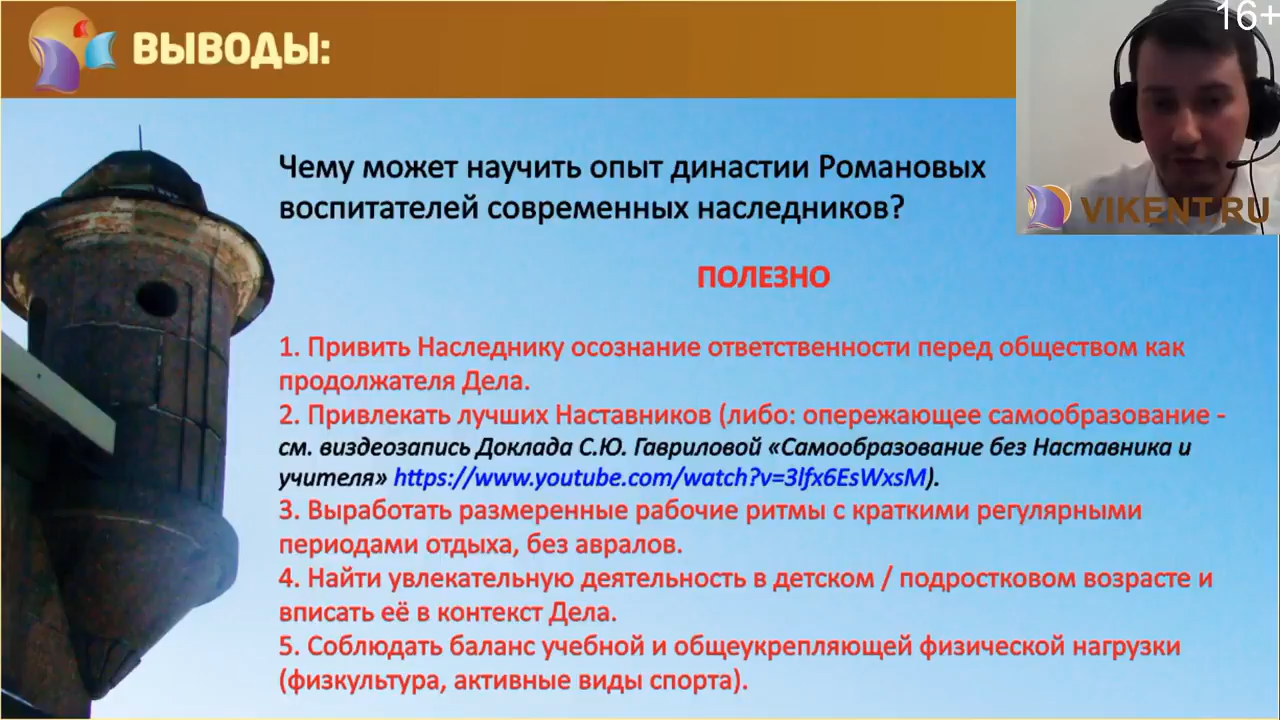 ВЫВОДЫ:
16+
VIKENT.RU
Чему может научить опыт династии Романовых
воспитателей современных наследников?
ПОЛЕЗНО
1. Привить Наследнику осознание ответственности перед обществом как
продолжателя Дела.
2. Привлекать лучших Наставников (либо: опережающее самообразование -
см. виздеозапись Доклада С.Ю. Гавриловой «Самообразование без Наставника и
учителя» https://www.youtube.com/watch?v=3lfx6EsWxsM).
3. Выработать размеренные рабочие ритмы с краткими регулярными
периодами отдыха, без авралов.
4. Найти увлекательную деятельность в детском / подростковом возрасте и
вписать её в контекст Дела.
5. Соблюдать баланс учебной и общеукрепляющей физической нагрузки
(физкультура, активные виды спорта).